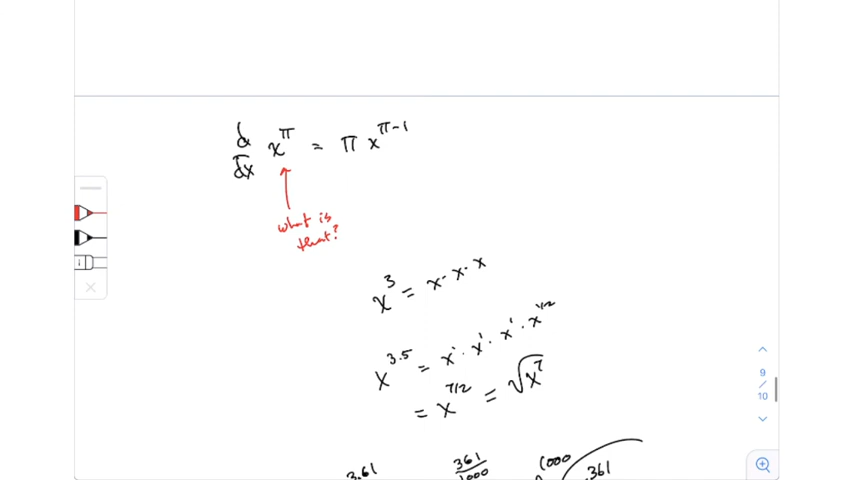 d/dx x^π = π x^(π-1)
what is
that?
x^3 = x · x · x
x^3.5 = x^1 · x^1 · x^1 · x^1/2
= x^7/2 = √x^7
9
/
10
3.61
361/1000
1000
361